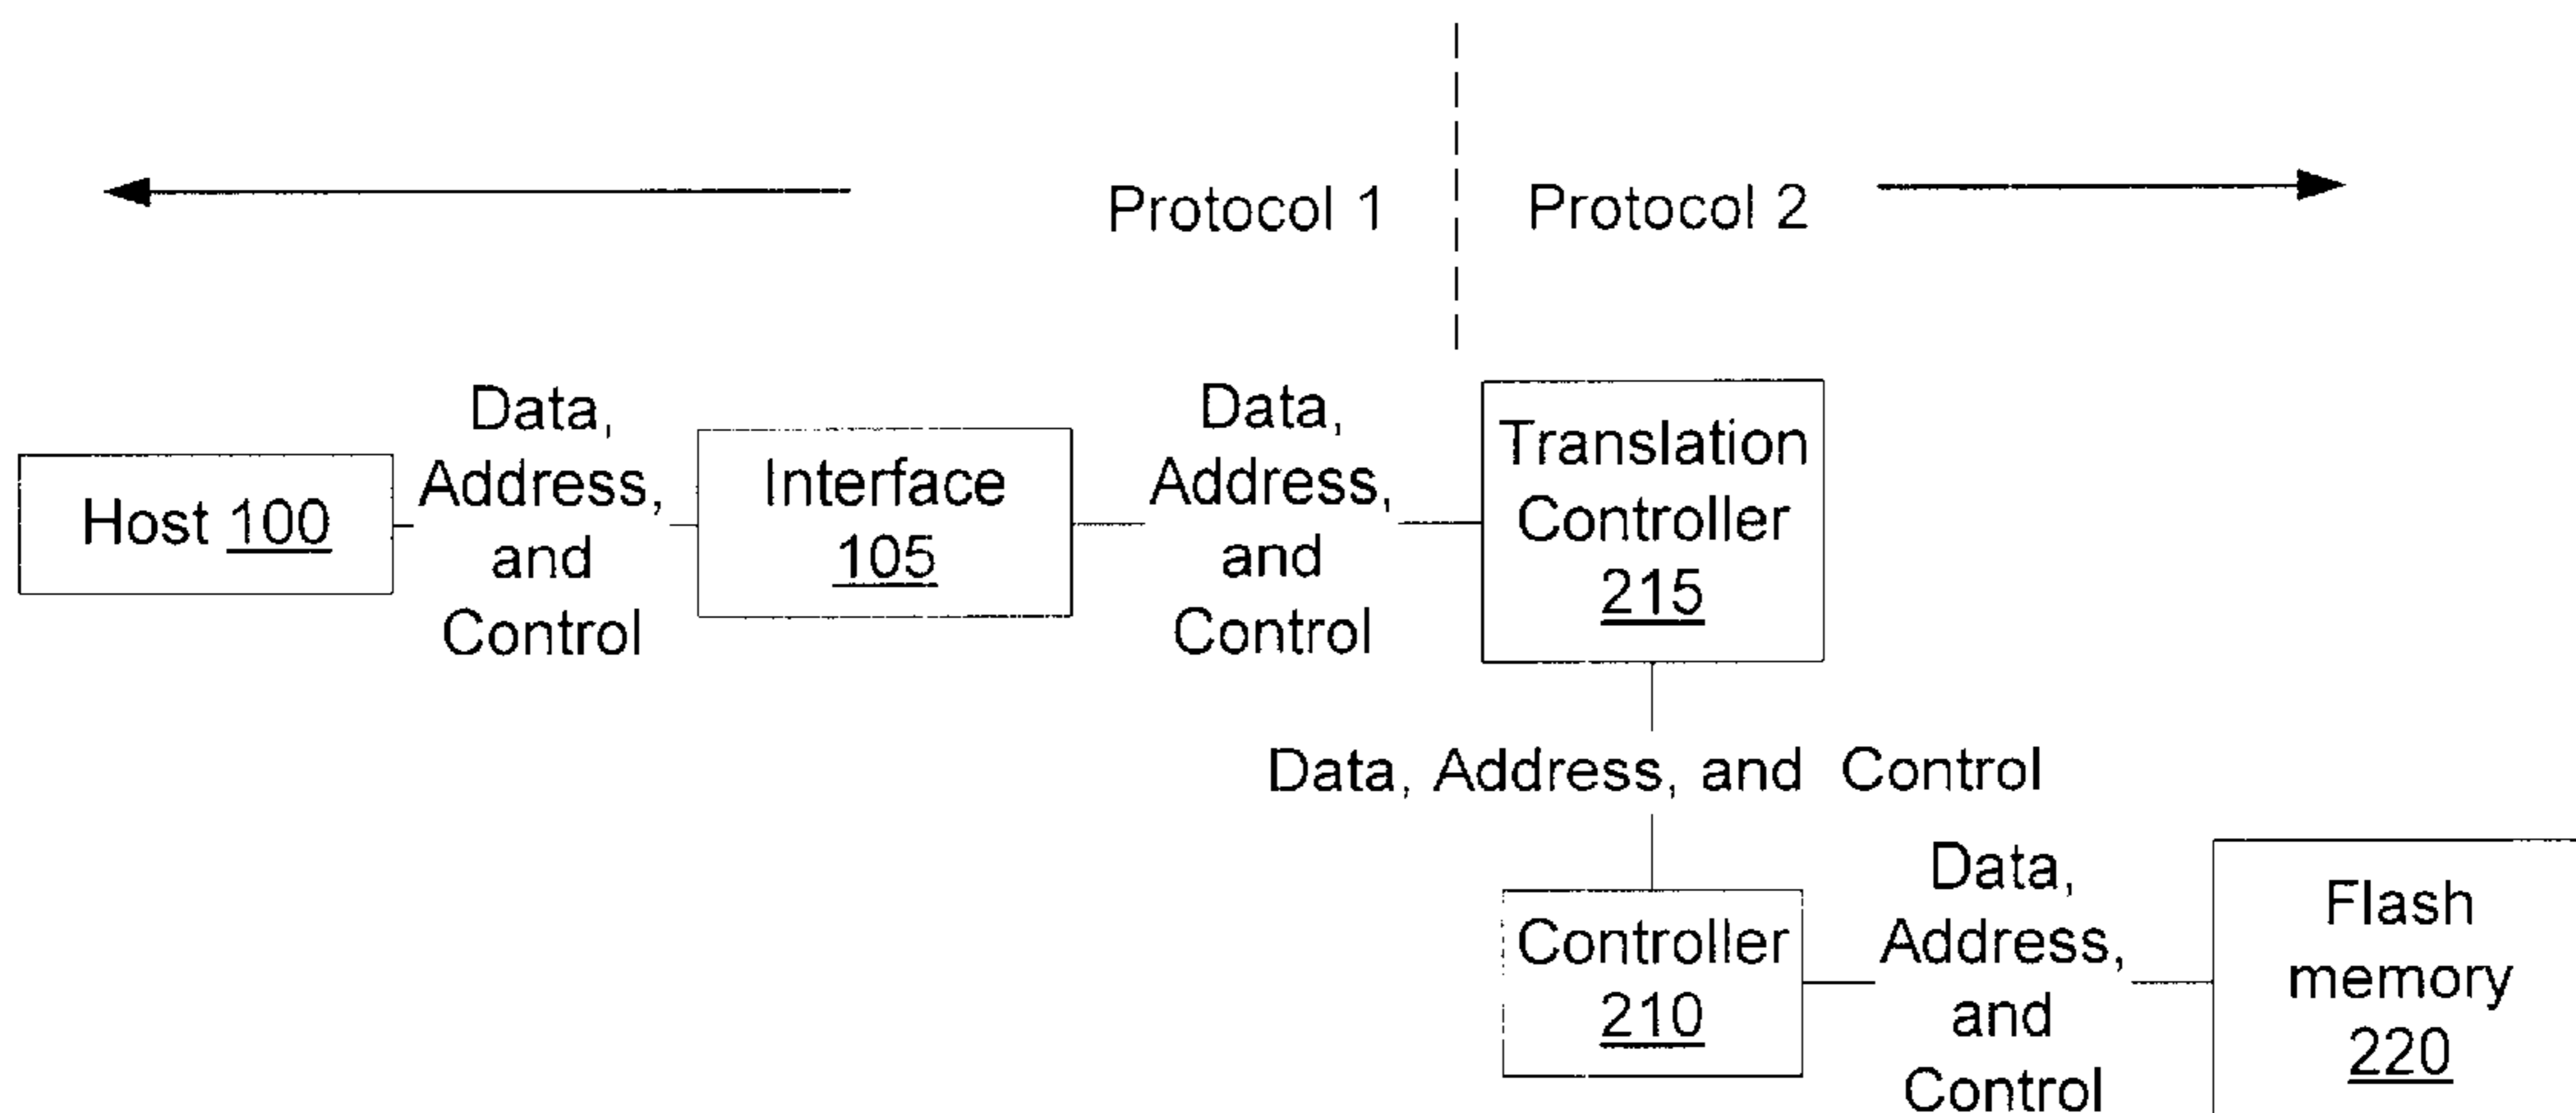 Protocol 1
Protocol 2
Host 100
Data,
Address,
and
Control
Interface
105
Data,
Address,
and
Control
Translation
Controller
215
Data, Address, and Control
Controller
210
Data,
Address,
and
Control
Flash
memory
220